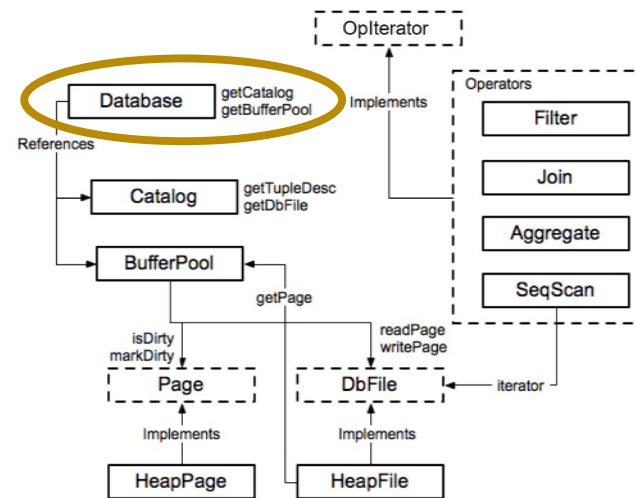 OpIterator
Database
getCatalog
getBufferPool
Implements
Operators
Filter
References
Join
Catalog
getTupleDesc
getDbFile
Aggregate
BufferPool
SeqScan
getPage
isDirty
markDirty
readPage
writePage
Page
DbFile
iterator
Implements
Implements
HeapPage
HeapFile